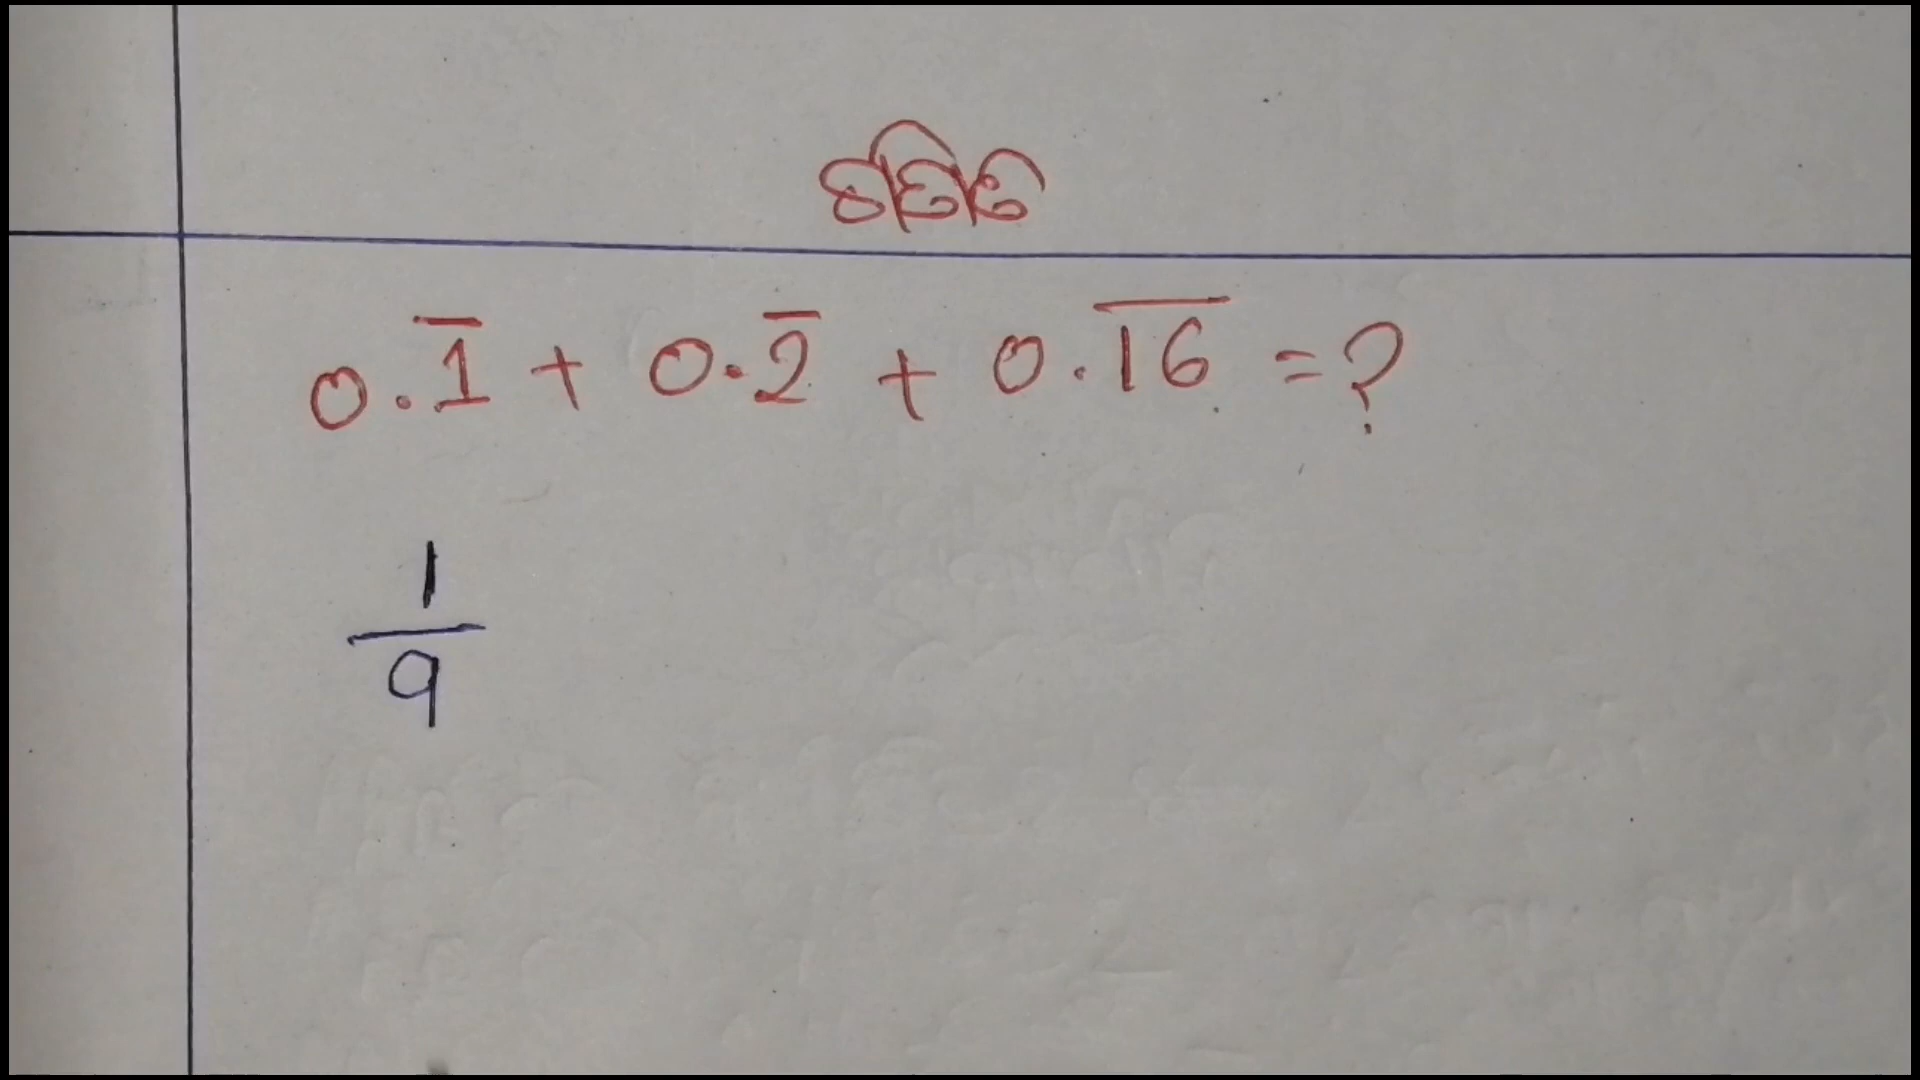 0.1̅ + 0.2̅ + 0.1̅6̅ = ?
1
9